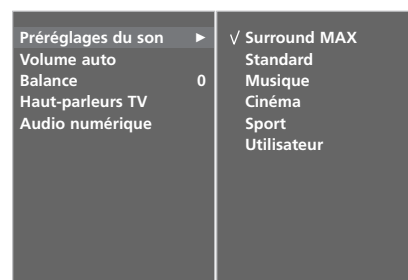 Préréglages du son ►
Volume auto
Balance 0
Haut-parleurs TV
Audio numérique
√ Surround MAX
Standard
Musique
Cinéma
Sport
Utilisateur